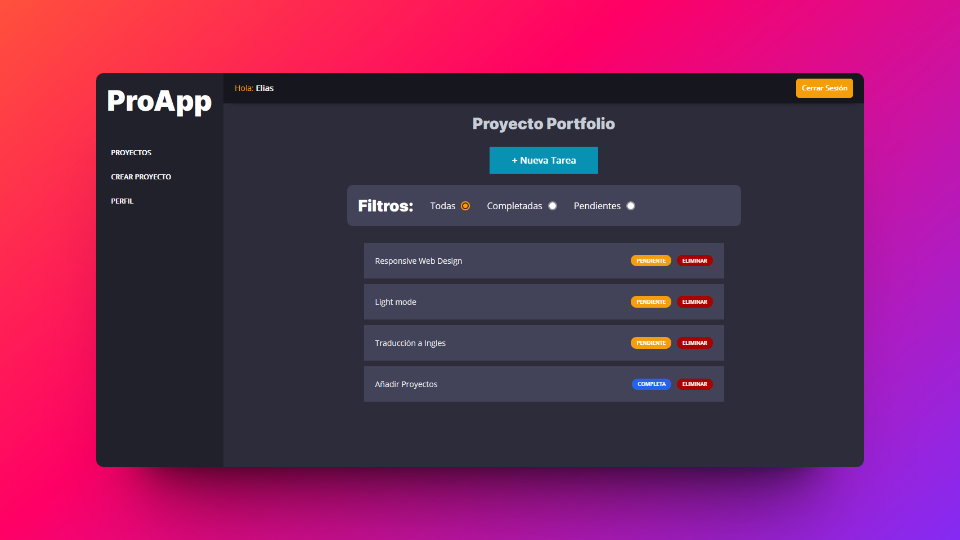 ProApp
Hola: Elias
Cerrar Sesión
PROYECTOS
CREAR PROYECTO
PERFIL
Proyecto Portfolio
+ Nueva Tarea
Filtros: Todas Completadas Pendientes
Responsive Web Design PENDIENTE ELIMINAR
Light mode PENDIENTE ELIMINAR
Traducción a Ingles PENDIENTE ELIMINAR
Añadir Proyectos COMPLETA ELIMINAR